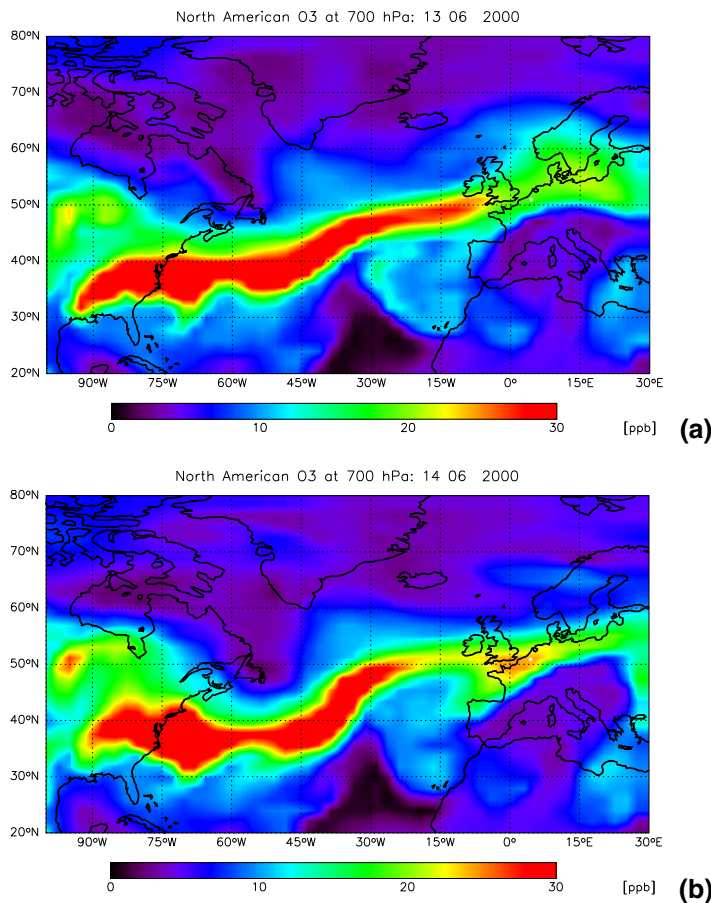 North American O3 at 700 hPa: 13 06 2000
80°N
70°N
60°N
50°N
40°N
30°N
20°N
90°W 75°W 60°W 45°W 30°W 15°W 0° 15°E 30°E
0 10 20 30 [ppb] (a)
North American O3 at 700 hPa: 14 06 2000
80°N
70°N
60°N
50°N
40°N
30°N
20°N
90°W 75°W 60°W 45°W 30°W 15°W 0° 15°E 30°E
0 10 20 30 [ppb] (b)